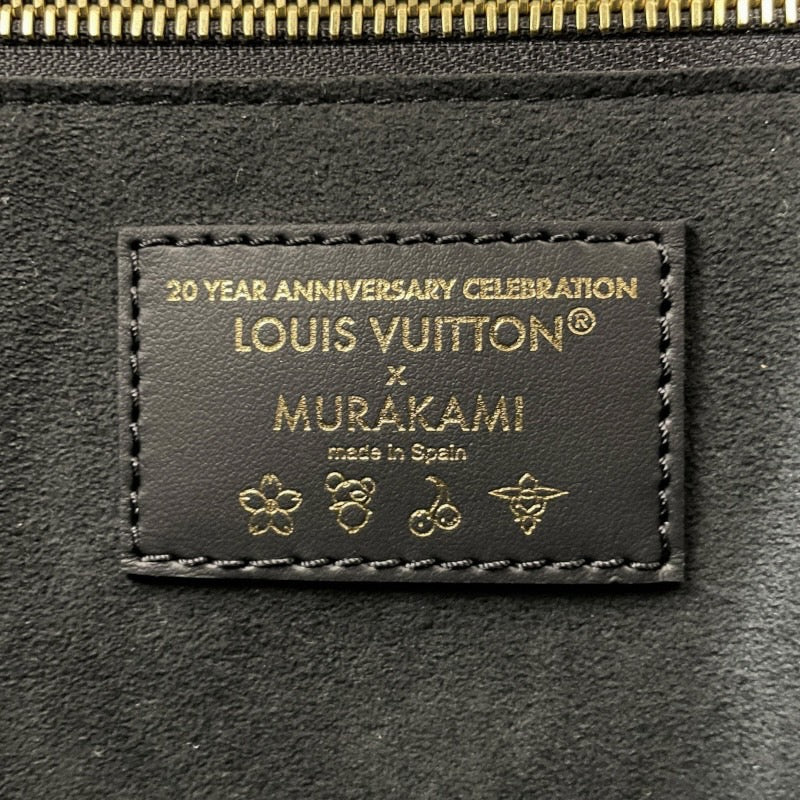 20 YEAR ANNIVERSARY CELEBRATION
LOUIS VUITTON®
x
MURAKAMI
made in Spain